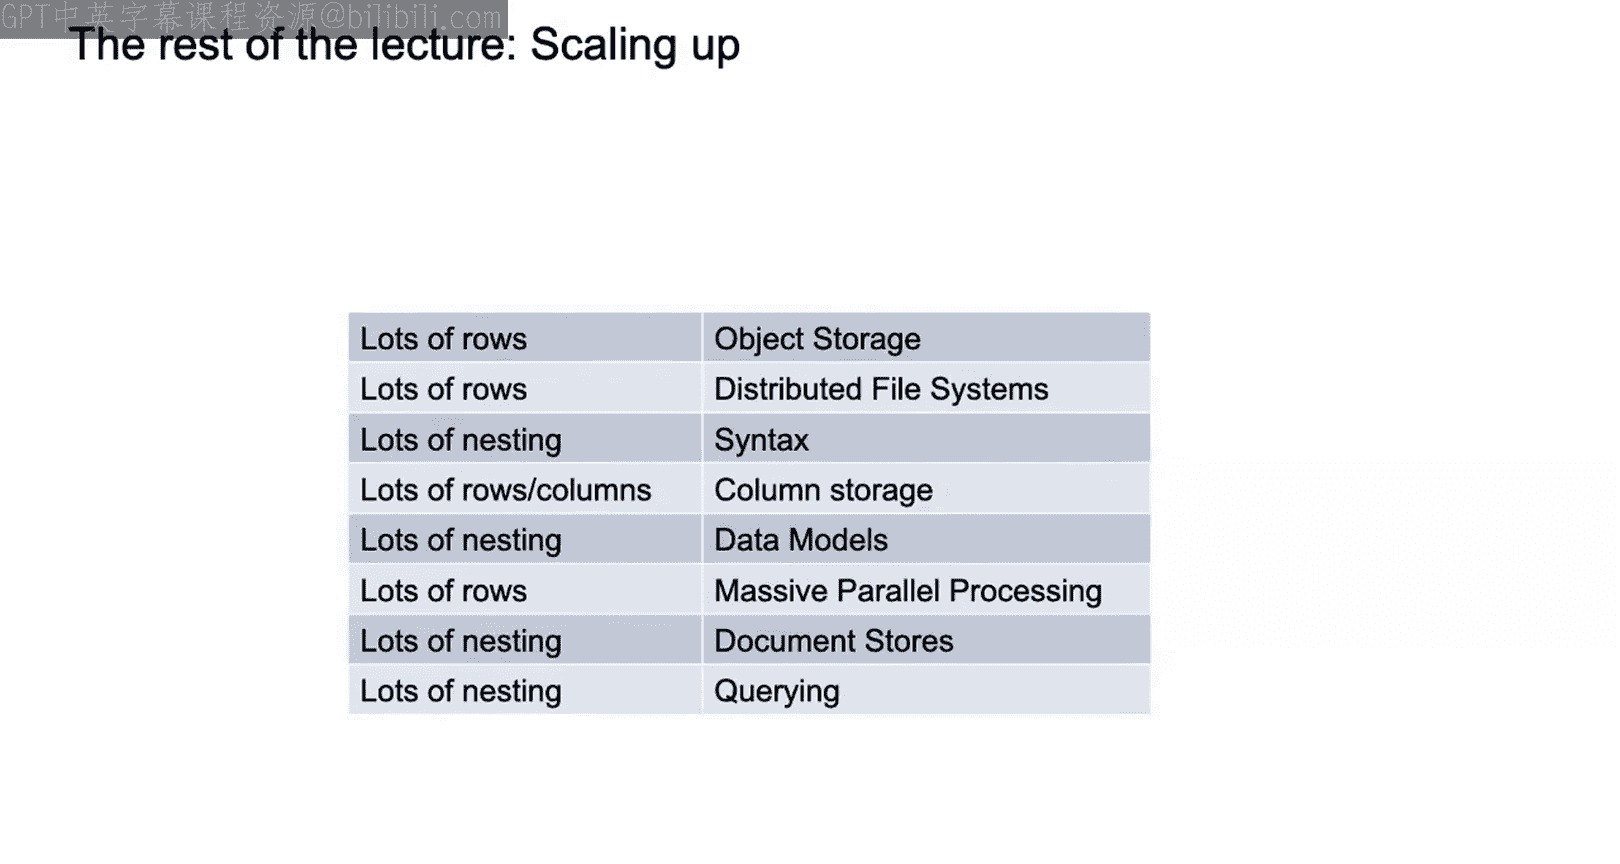 GPT中英字幕课程资源@bilibili.com
The rest of the lecture: Scaling up
Lots of rows Object Storage
Lots of rows Distributed File Systems
Lots of nesting Syntax
Lots of rows/columns Column storage
Lots of nesting Data Models
Lots of rows Massive Parallel Processing
Lots of nesting Document Stores
Lots of nesting Querying